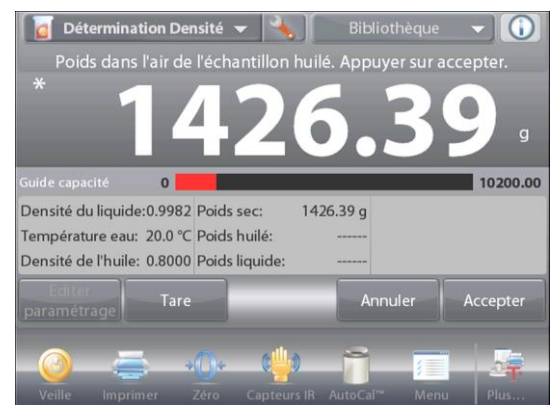 Détermination Densité Bibliothèque
Poids dans l'air de l'échantillon huilé. Appuyer sur accepter.
* 1426.39 g
Guide capacité 0 10200.00
Densité du liquide:0.9982 Poids sec: 1426.39 g
Température eau: 20.0 °C Poids huilé: ------
Densité de l'huile: 0.8000 Poids liquide: ------
Editer
paramétrage Tare Annuler Accepter
Veille Imprimer Zéro Capteurs IR AutoCal™ Menu Plus...